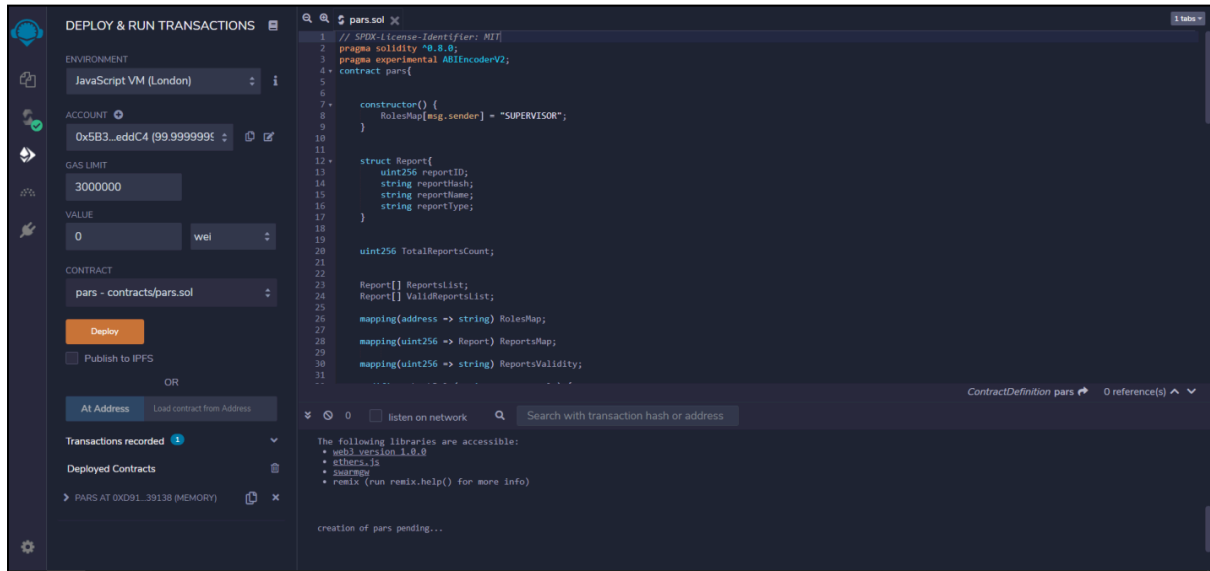 DEPLOY & RUN TRANSACTIONS
ENVIRONMENT
JavaScript VM (London)
i
ACCOUNT
0x5B3...eddC4 (99.9999999
GAS LIMIT
3000000
VALUE
0 wei
CONTRACT
pars - contracts/pars.sol
Deploy
Publish to IPFS
OR
At Address Load contract from Address
Transactions recorded 1
Deployed Contracts
PARS AT 0XD91...39138 (MEMORY)
pars.sol
1 tabs
1 // SPDX-License-Identifier: MIT
2 pragma solidity ^0.8.0;
3 pragma experimental ABIEncoderV2;
4 contract pars{
5
6
7 constructor() {
8 RolesMap[msg.sender] = "SUPERVISOR";
9 }
10
11
12 struct Report{
13 uint256 reportID;
14 string reportHash;
15 string reportName;
16 string reportType;
17 }
18
19
20 uint256 TotalReportsCount;
21
22
23 Report[] ReportsList;
24 Report[] ValidReportsList;
25
26 mapping(address => string) RolesMap;
27
28 mapping(uint256 => Report) ReportsMap;
29
30 mapping(uint256 => string) ReportsValidity;
31
ContractDefinition pars 0 reference(s)
0 listen on network Search with transaction hash or address
The following libraries are accessible:
• web3 version 1.0.0
• ethers.js
• swarmgw
• remix (run remix.help() for more info)
creation of pars pending...